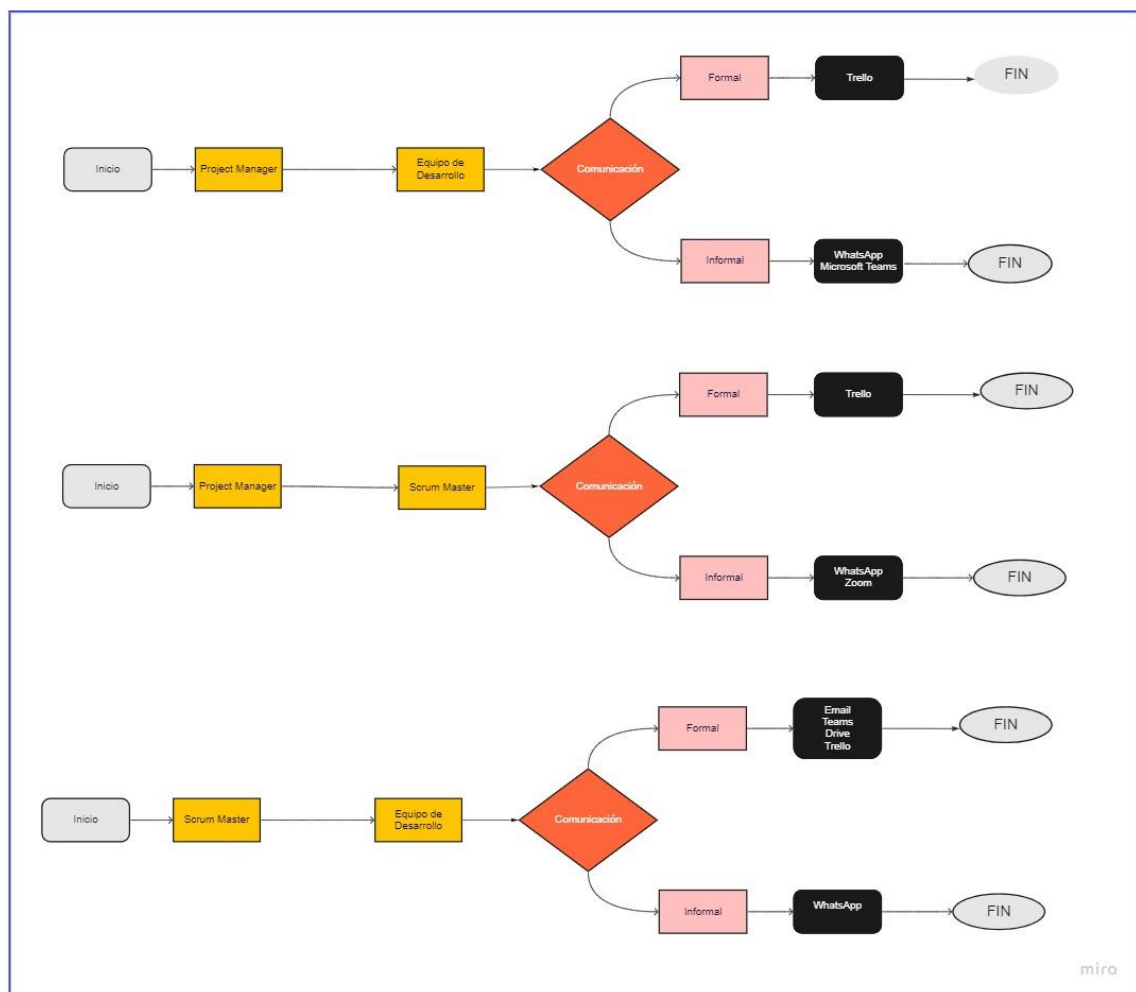 Formal
Trello
FIN
Inicio
Project Manager
Equipo de
Desarrollo
Comunicación
Informal
WhatsApp
Microsoft Teams
FIN
Formal
Trello
FIN
Inicio
Project Manager
Scrum Master
Comunicación
Informal
WhatsApp
Zoom
FIN
Formal
Email
Teams
Drive
Trello
FIN
Inicio
Scrum Master
Equipo de
Desarrollo
Comunicación
Informal
WhatsApp
FIN
miro